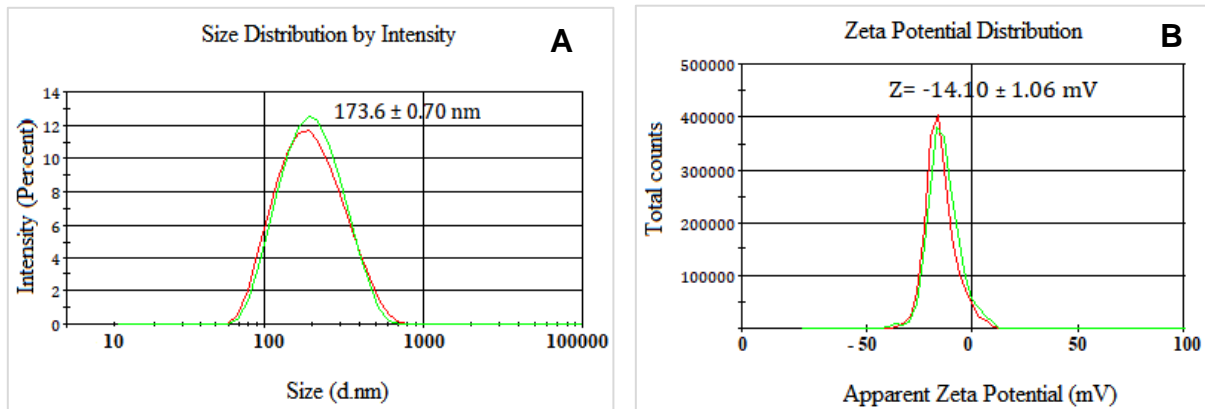 Size Distribution by Intensity
A
173.6 ± 0.70 nm
Intensity (Percent)
14
12
10
8
6
4
2
0
10
100
1000
100000
Size (d.nm)
Zeta Potential Distribution
B
Z= -14.10 ± 1.06 mV
Total counts
500000
400000
300000
200000
100000
0
-50
0
50
100
Apparent Zeta Potential (mV)